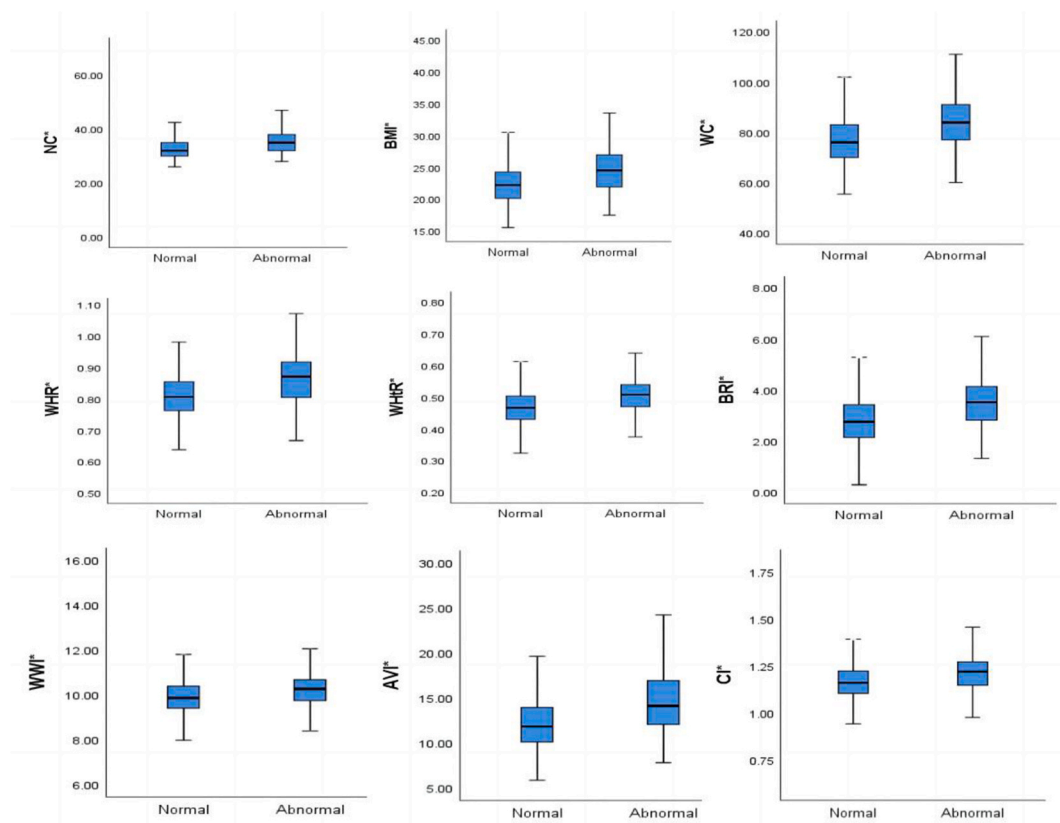 NC*
60.00
40.00
20.00
0.00
Normal Abnormal
BMI*
45.00
40.00
35.00
30.00
25.00
20.00
15.00
Normal Abnormal
WC*
120.00
100.00
80.00
60.00
40.00
Normal Abnormal
WHR*
1.10
1.00
0.90
0.80
0.70
0.60
0.50
Normal Abnormal
WHtR*
0.80
0.70
0.60
0.50
0.40
0.30
0.20
Normal Abnormal
BRI*
8.00
6.00
4.00
2.00
0.00
Normal Abnormal
WWI*
16.00
14.00
12.00
10.00
8.00
6.00
Normal Abnormal
AVI*
30.00
25.00
20.00
15.00
10.00
5.00
Normal Abnormal
CI*
1.75
1.50
1.25
1.00
0.75
Normal Abnormal